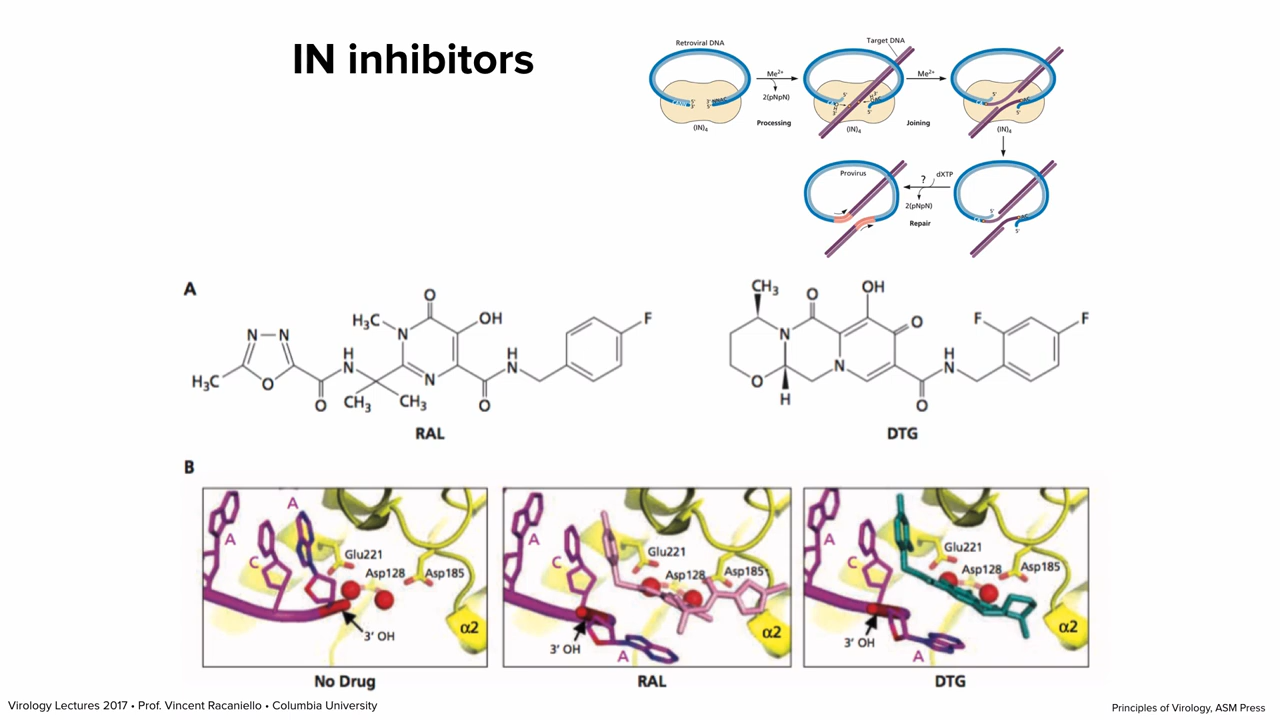 IN inhibitors
Retroviral DNA
Target DNA
Me²⁺
2(pNpN)
Processing
(IN)₄
Me²⁺
Joining
(IN)₄
(IN)₄
Provirus
?
dXTP
2(pNpN)
Repair
A
H₃C
N
N
O
O
H
N
CH₃
CH₃
H₃C
N
O
OH
N
O
H
N
F
RAL
CH₃
O
OH
O
N
N
O
H
O
H
N
F
F
DTG
B
A
C
A
Glu221
Asp128
Asp185
3' OH
α2
No Drug
A
C
Glu221
Asp128
Asp185
3' OH
A
α2
RAL
A
C
Glu221
Asp128
Asp185
3' OH
A
α2
DTG
Virology Lectures 2017 • Prof. Vincent Racaniello • Columbia University
Principles of Virology, ASM Press